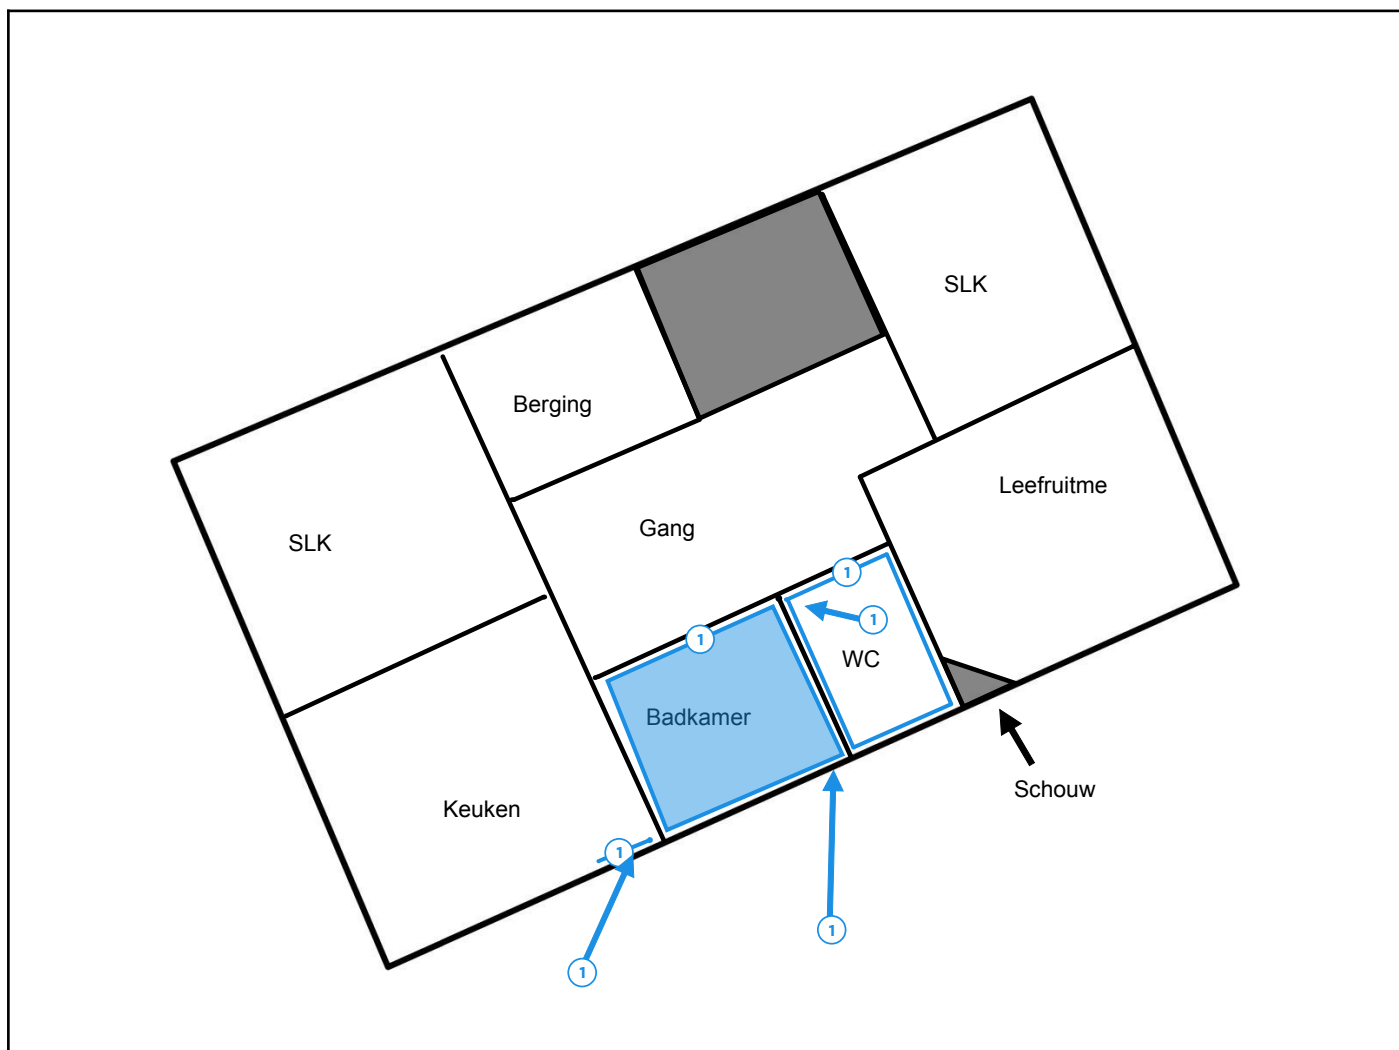 SLK
Berging
Leefruitme
Gang
SLK
1
1
1
WC
Badkamer
Schouw
Keuken
1
1
1